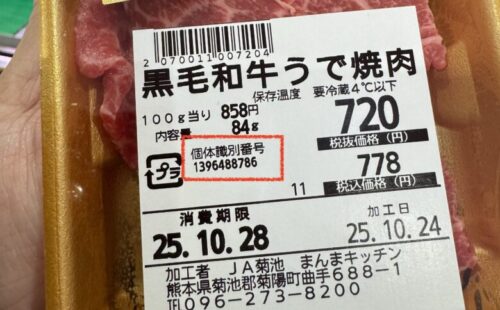 2070011007204
黒毛和牛うで焼肉
保存温度 要冷蔵4℃以下
100g当り 858円
内容量 84g
720
税抜価格(円)
個体識別番号
1396488786
プラ
778
11 税込価格(円)
消費期限
25.10.28
加工日
25.10.24
加工者 JA菊池 まんまキッチン
熊本県菊池郡菊陽町曲手688-1
TEL 096-273-8200